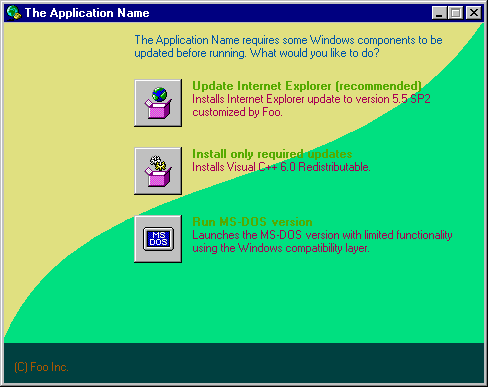 The Application Name
The Application Name requires some Windows components to be
updated before running. What would you like to do?
Update Internet Explorer (recommended)
Installs Internet Explorer update to version 5.5 SP2
customized by Foo.
Install only required updates
Installs Visual C++ 6.0 Redistributable.
Run MS-DOS version
Launches the MS-DOS version with limited functionality
using the Windows compatibility layer.
MS
DOS
(C) Foo Inc.